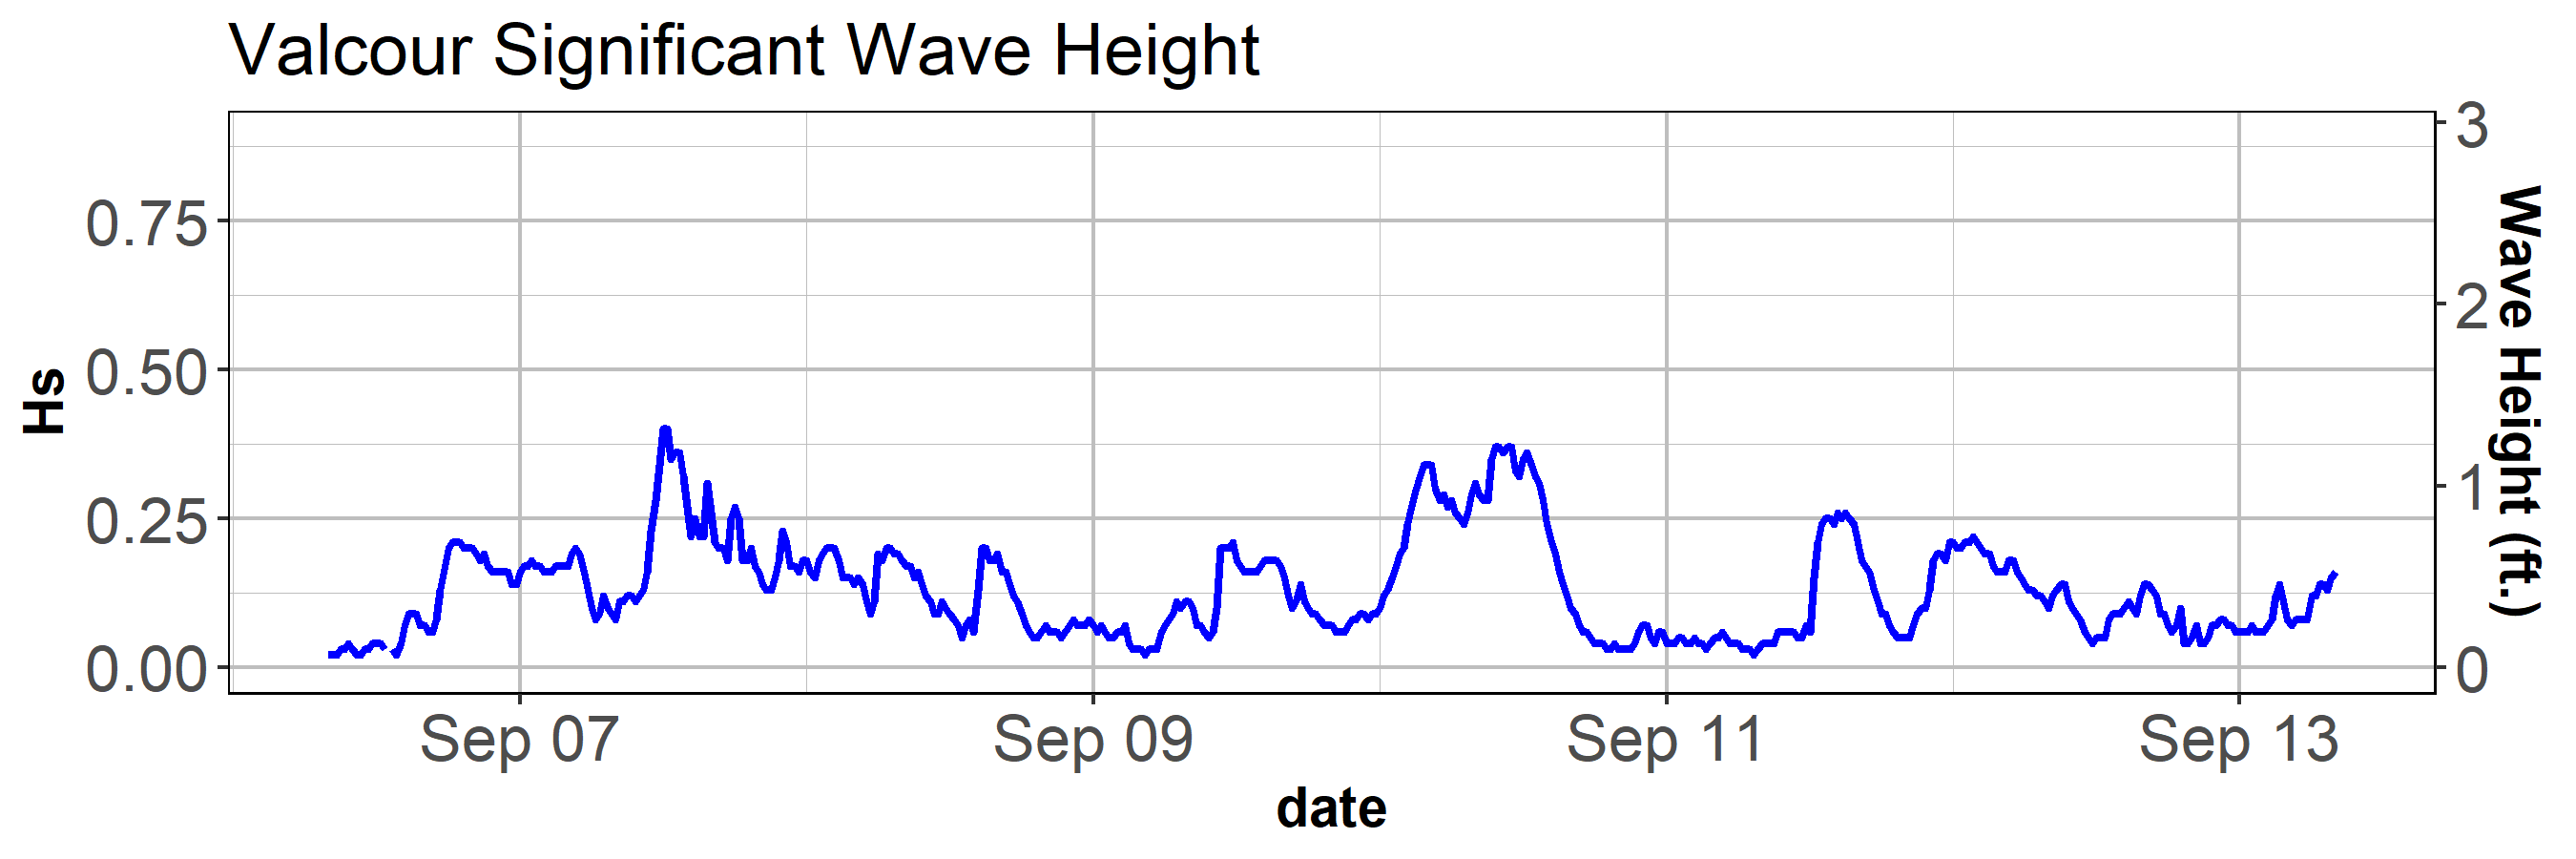 Valcour Significant Wave Height
Hs
0.75
0.50
0.25
0.00
3
2
1
0
Wave Height (ft.)
Sep 07
Sep 09
Sep 11
Sep 13
date